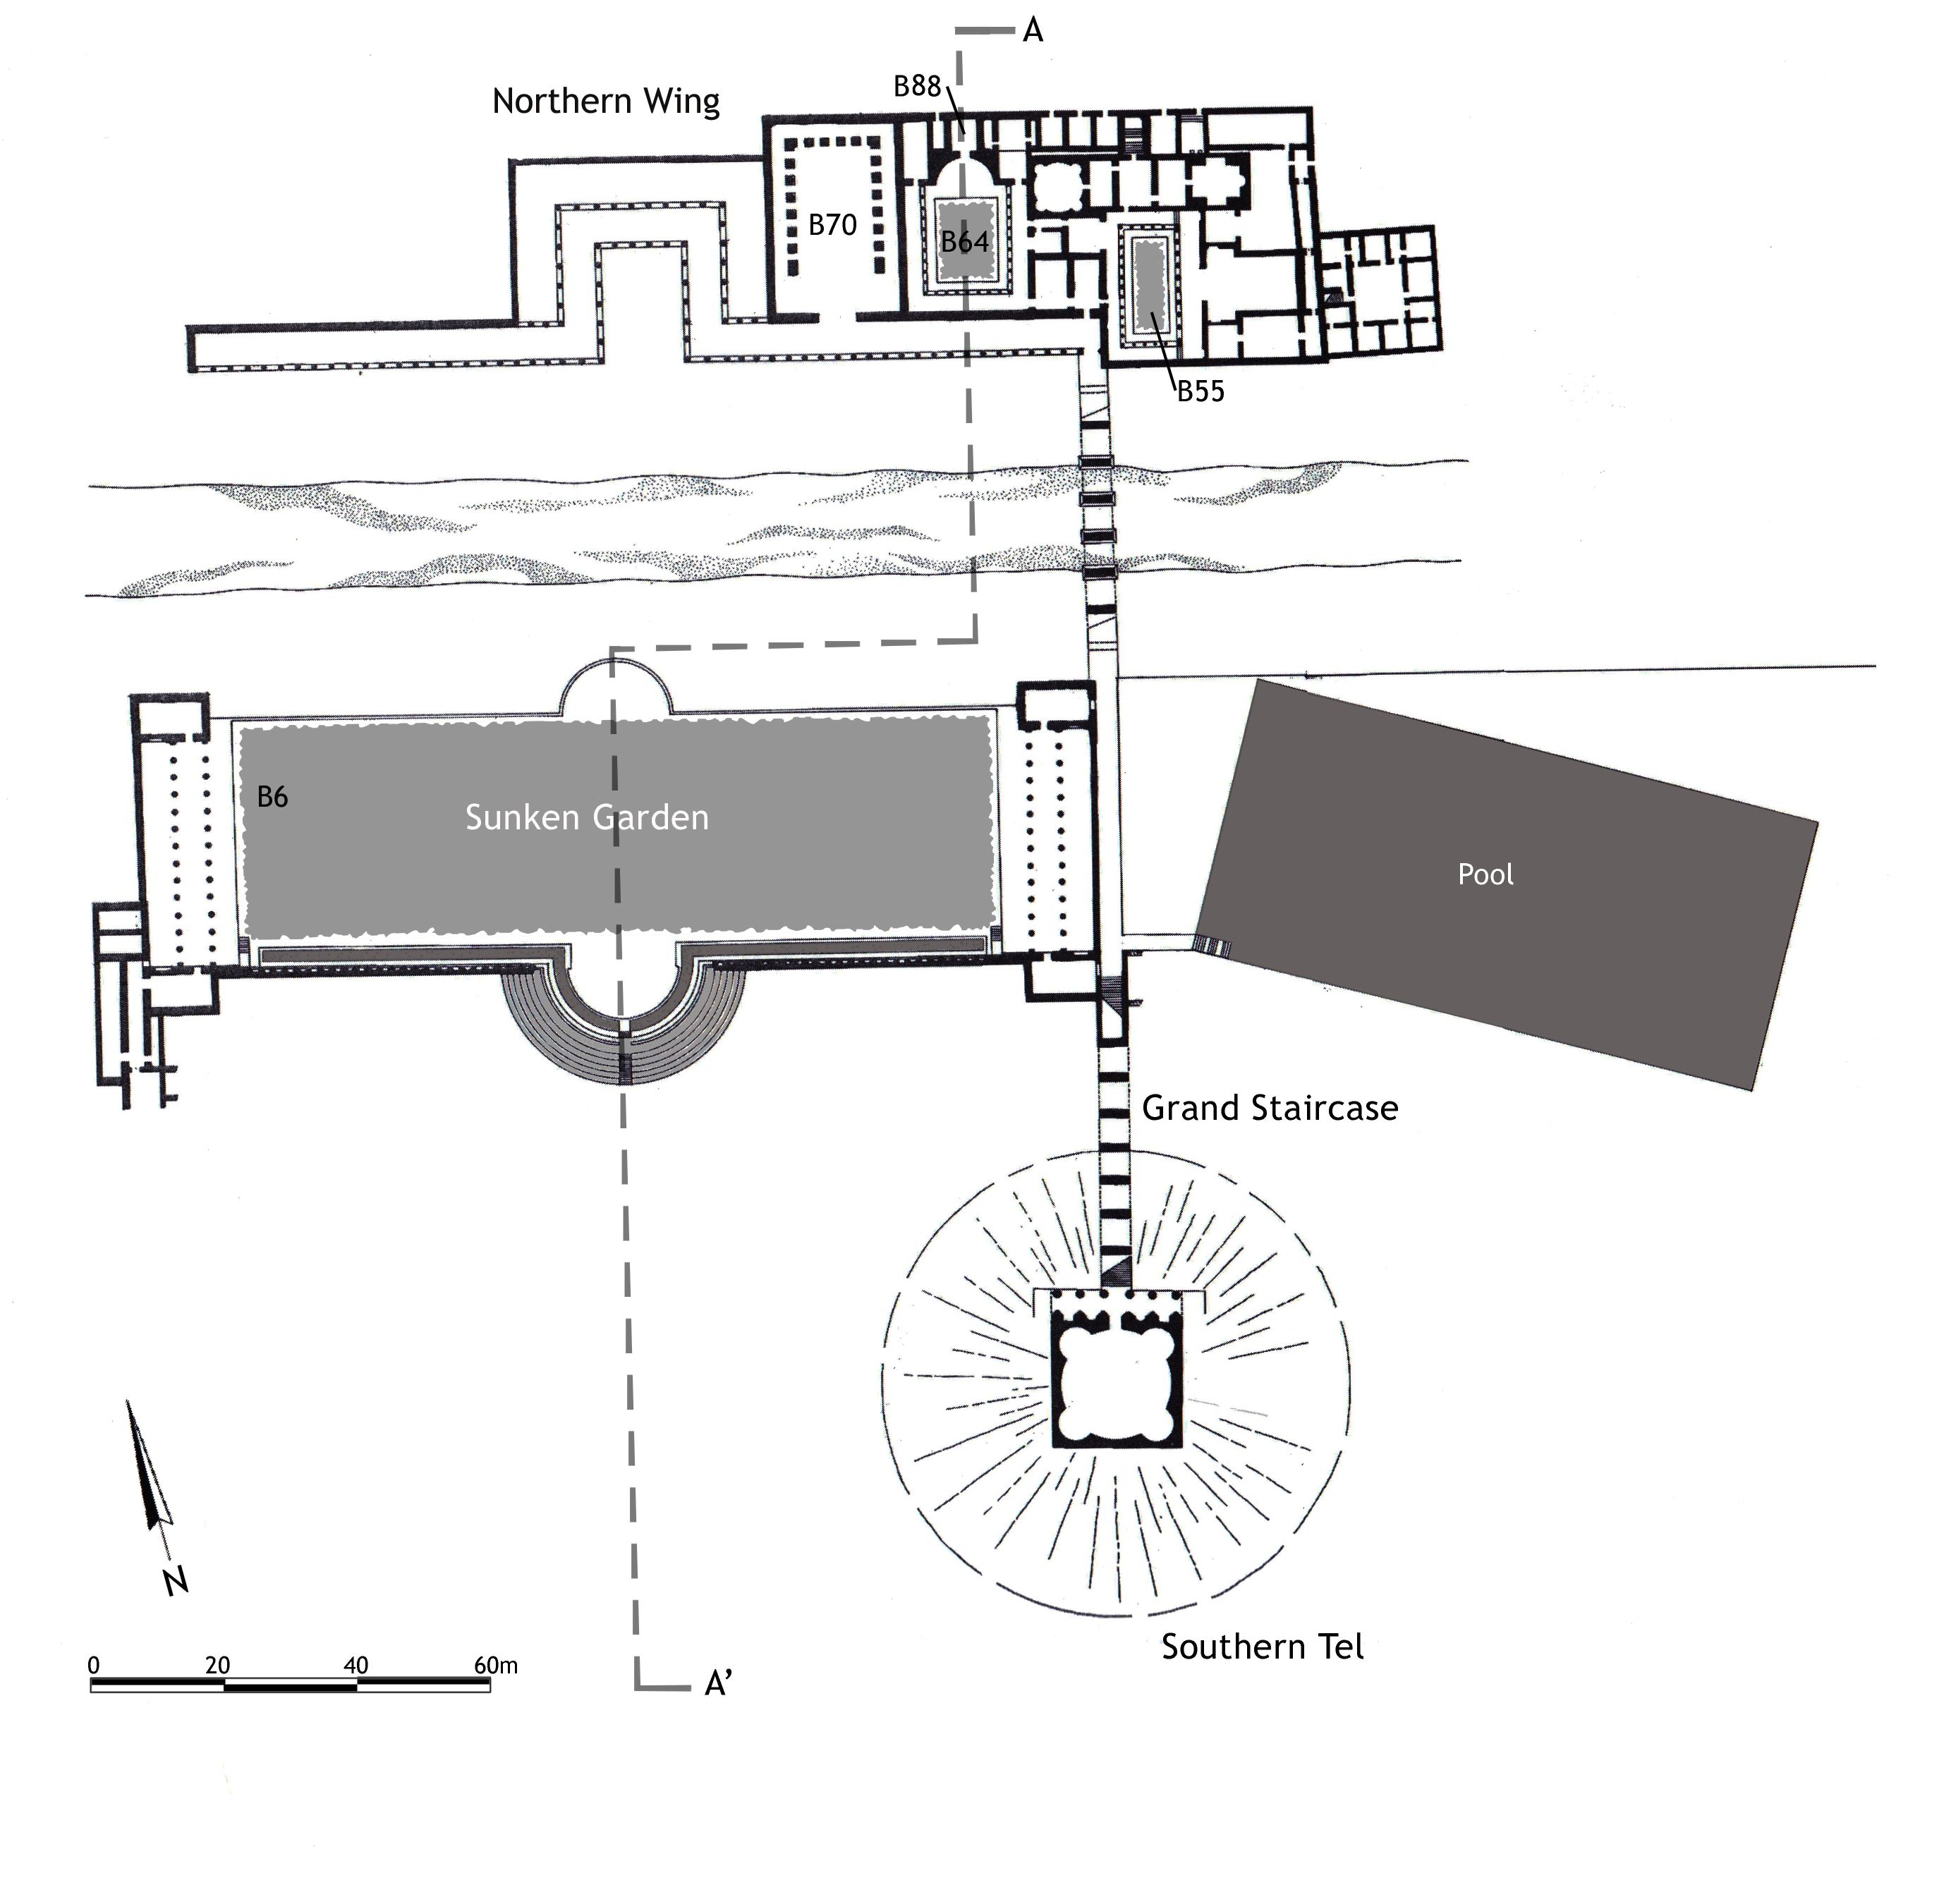 A
B88
Northern Wing
B70
B64
B55
B6
Sunken Garden
Pool
Grand Staircase
N
Southern Tel
0 20 40 60m
A’